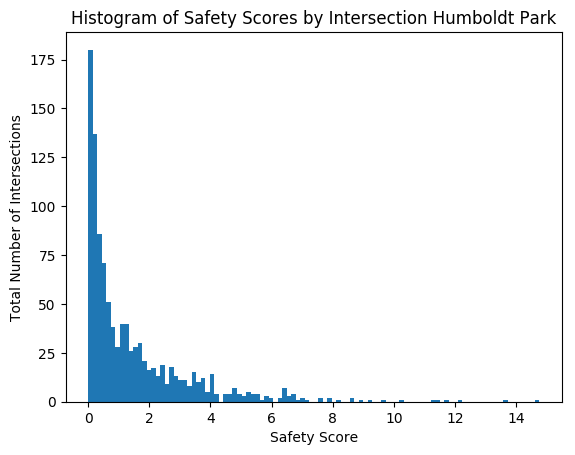 Histogram of Safety Scores by Intersection Humboldt Park
Total Number of Intersections
175
150
125
100
75
50
25
0
0 2 4 6 8 10 12 14
Safety Score